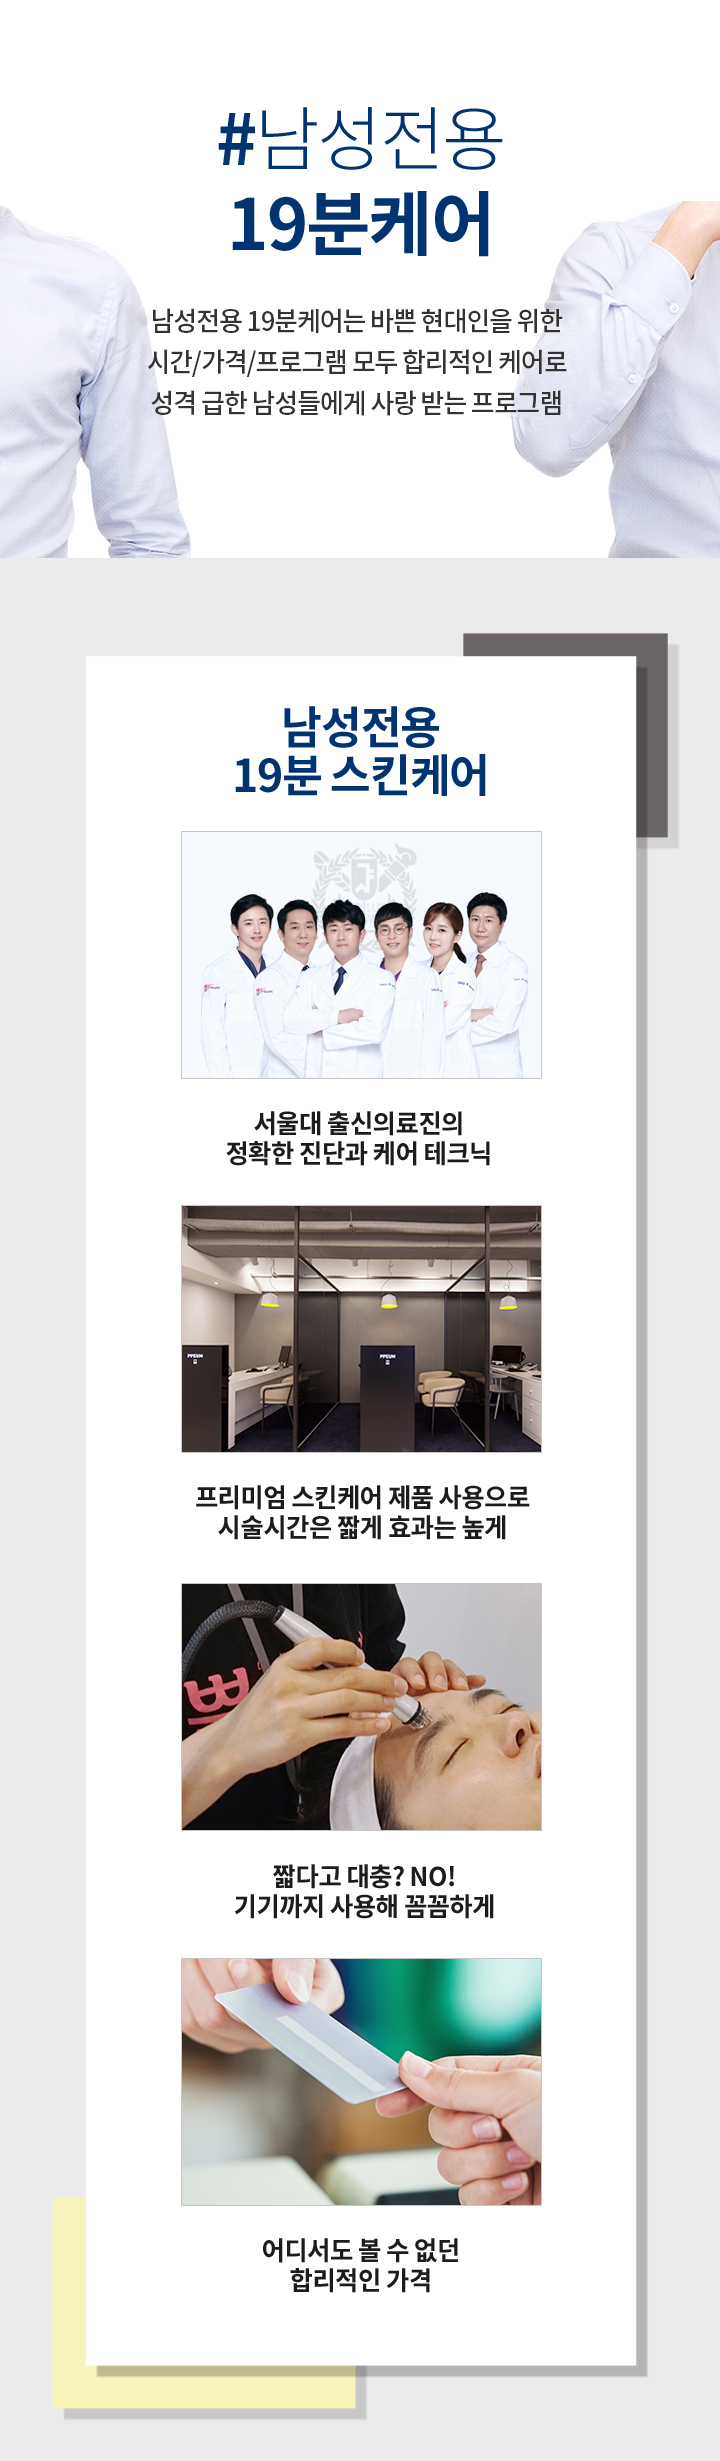 #남성전용
19분케어
남성전용 19분케어는 바쁜 현대인을 위한
시간/가격/프로그램 모두 합리적인 케어로
성격 급한 남성들에게 사랑 받는 프로그램
남성전용
19분 스킨케어
서울대 출신의료진의
정확한 진단과 케어 테크닉
PPEUM
PPEUM
프리미엄 스킨케어 제품 사용으로
시술시간은 짧게 효과는 높게
쁘
짧다고 대충? NO!
기기까지 사용해 꼼꼼하게
어디서도 볼 수 없던
합리적인 가격